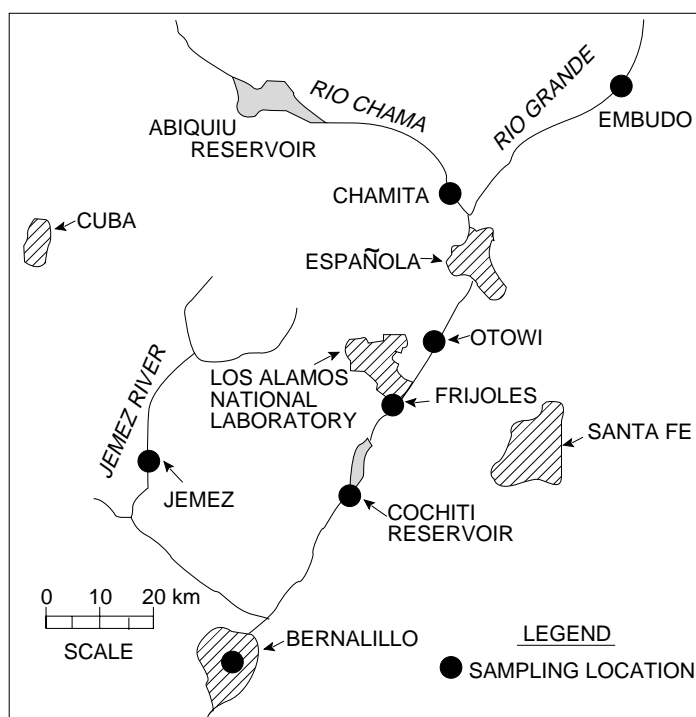 RIO CHAMA
RIO GRANDE
ABIQUIU
RESERVOIR
EMBUDO
CHAMITA
CUBA
ESPAÑOLA
OTOWI
LOS ALAMOS
NATIONAL
LABORATORY
FRIJOLES
JEMEZ RIVER
SANTA FE
JEMEZ
COCHITI
RESERVOIR
0 10 20 km
SCALE
BERNALILLO
LEGEND
SAMPLING LOCATION